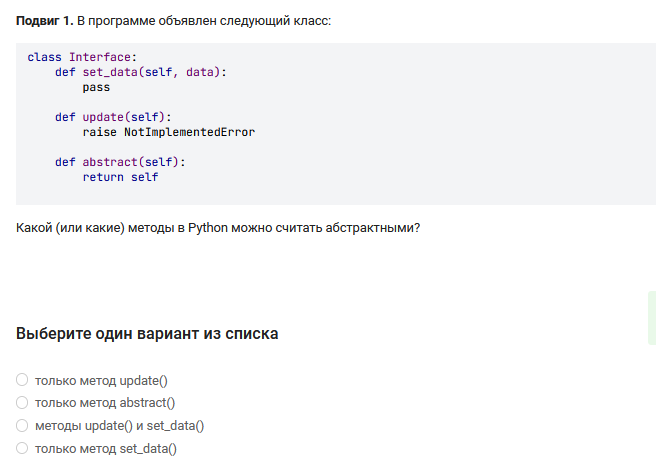 Подвиг 1. В программе объявлен следующий класс:
class Interface:
    def set_data(self, data):
        pass
    def update(self):
        raise NotImplementedError
    def abstract(self):
        return self
Какой (или какие) методы в Python можно считать абстрактными?
Выберите один вариант из списка
только метод update()
только метод abstract()
методы update() и set_data()
только метод set_data()